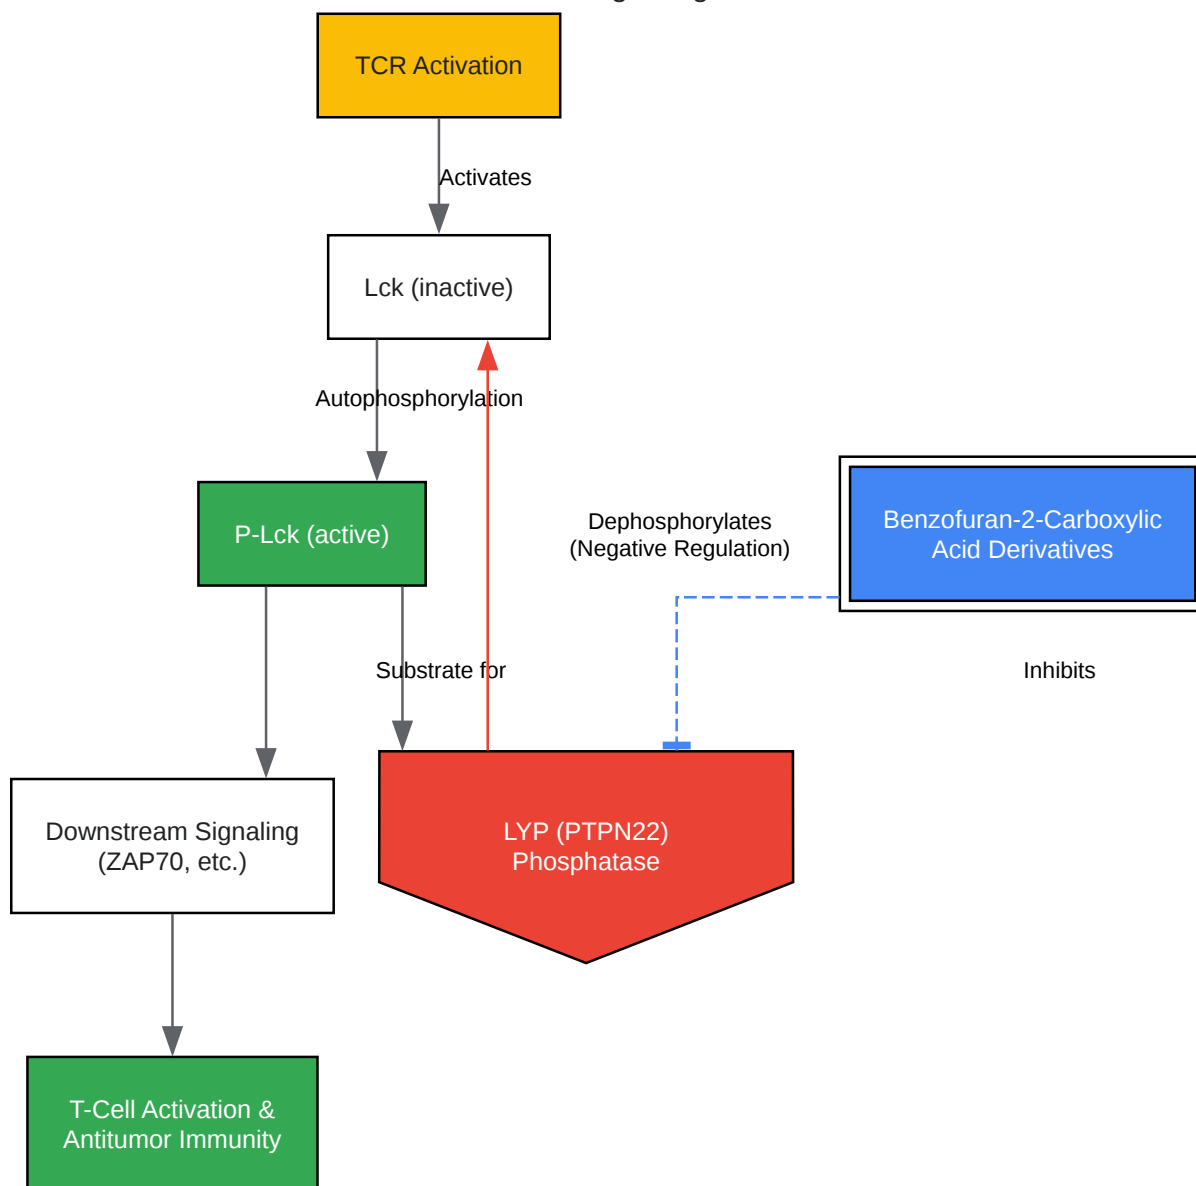 TCR Activation
Activates
Lck (inactive)
Autophosphorylation
P-Lck (active)
Dephosphorylates
(Negative Regulation)
Benzofuran-2-Carboxylic
Acid Derivatives
Substrate for
Inhibits
Downstream Signaling
(ZAP70, etc.)
LYP (PTPN22)
Phosphatase
T-Cell Activation &
Antitumor Immunity